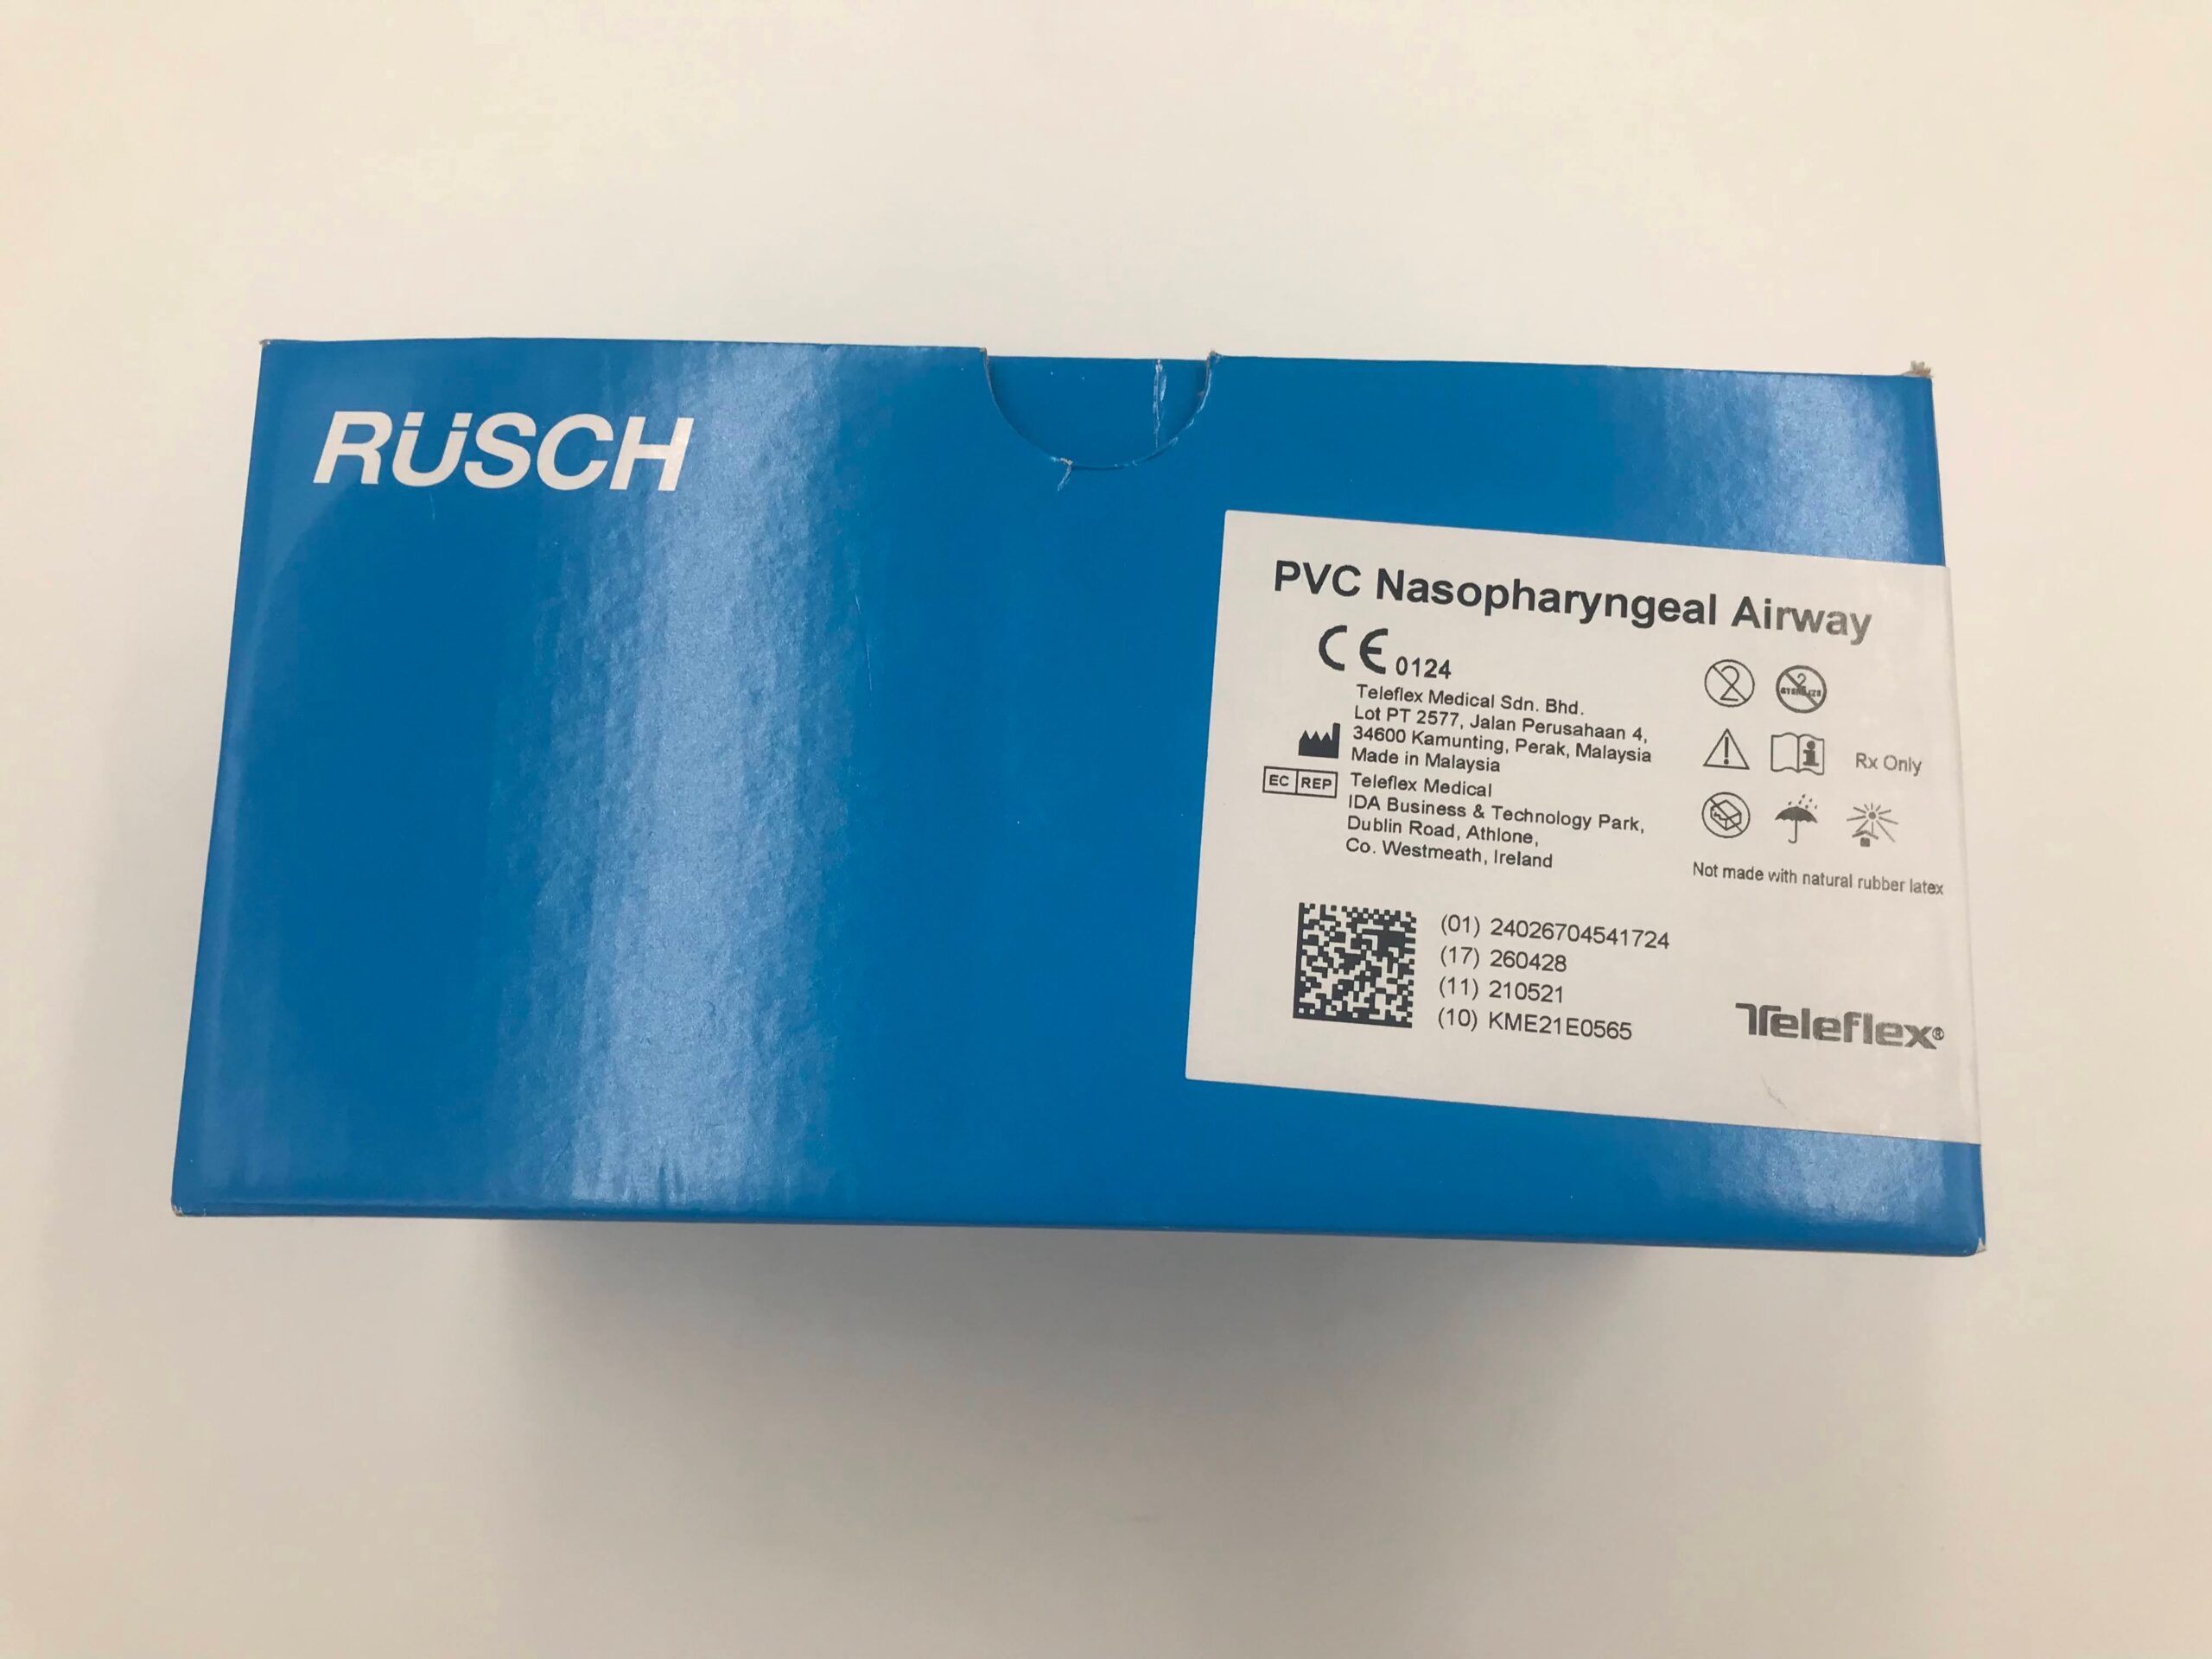 RÜSCH
PVC Nasopharyngeal Airway
CE 0124
Teleflex Medical Sdn. Bhd.
Lot PT 2577, Jalan Perusahaan 4,
34600 Kamunting, Perak, Malaysia
Made in Malaysia
EC REP
Teleflex Medical
IDA Business & Technology Park,
Dublin Road, Athlone,
Co. Westmeath, Ireland
2
2
Rx Only
Not made with natural rubber latex
(01) 24026704541724
(17) 260428
(11) 210521
(10) KME21E0565
Teleflex®